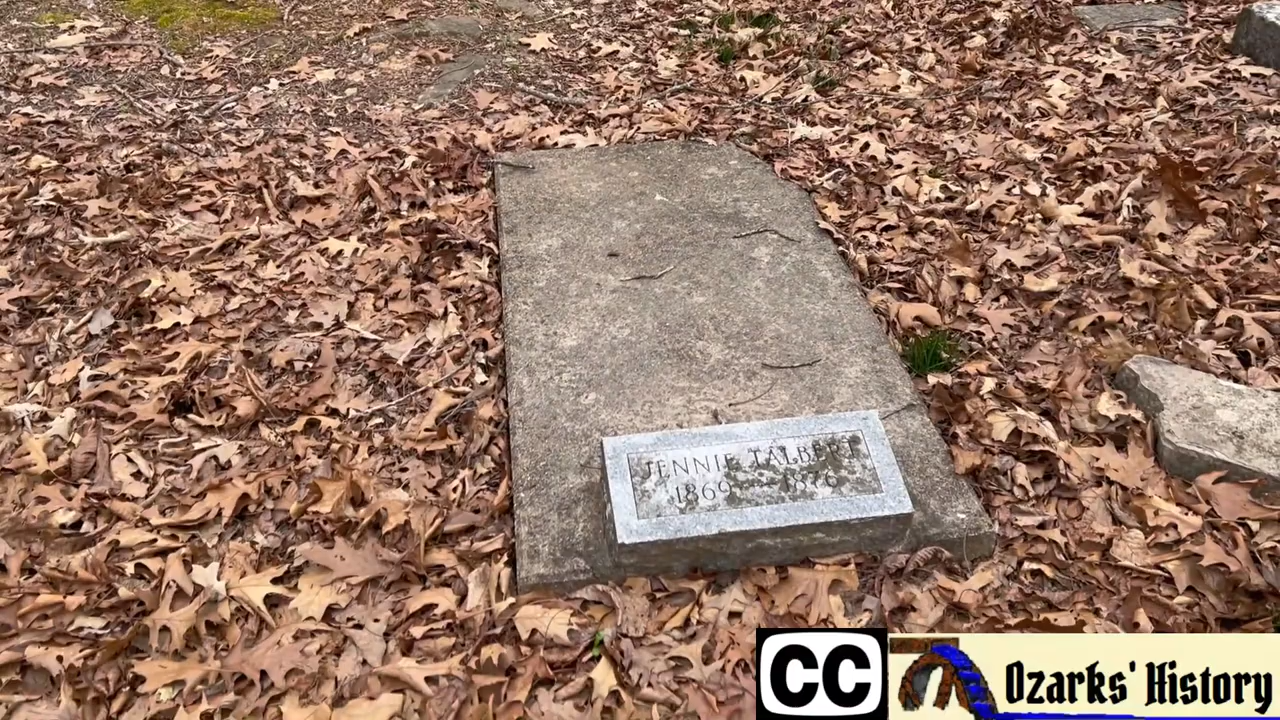 JENNIE TALBERT
1869 — 1876
CC
Ozarks' History